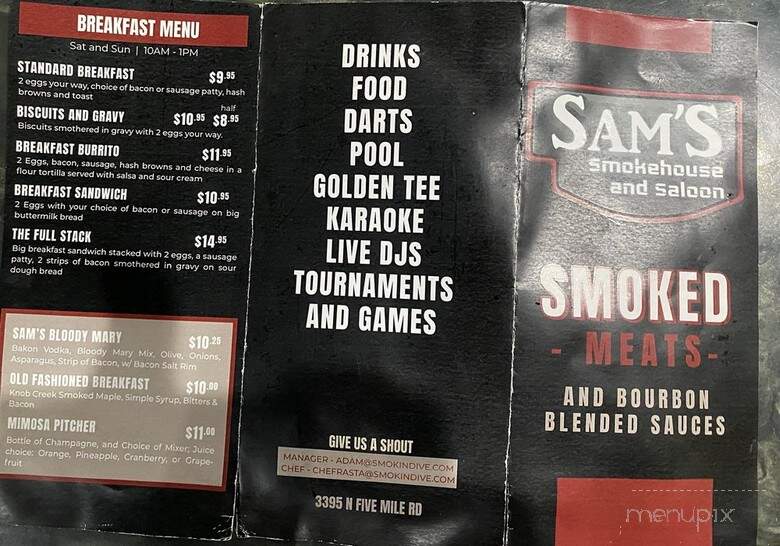 BREAKFAST MENU
Sat and Sun | 10AM - 1PM
STANDARD BREAKFAST $9.95
2 eggs your way, choice of bacon or sausage patty, hash
browns and toast
half
BISCUITS AND GRAVY $10.95 $8.95
Biscuits smothered in gravy with 2 eggs your way.
BREAKFAST BURRITO $11.95
2 Eggs, bacon, sausage, hash browns and cheese in a
flour tortilla served with salsa and sour cream
BREAKFAST SANDWICH $10.95
2 Eggs with your choice of bacon or sausage on big
buttermilk bread
THE FULL STACK $14.95
Big breakfast sandwich stacked with 2 eggs, a sausage
patty, 2 strips of bacon smothered in gravy on sour
dough bread
SAM'S BLOODY MARY $10.25
Bakon Vodka, Bloody Mary Mix, Olive, Onions,
Asparagus, Strip of Bacon, w/ Bacon Salt Rim
OLD FASHIONED BREAKFAST $10.00
Knob Creek Smoked Maple, Simple Syrup, Bitters &
Bacon
MIMOSA PITCHER $11.00
Bottle of Champagne, and Choice of Mixer; Juice
choice: Orange, Pineapple, Cranberry, or Grape-
fruit
DRINKS
FOOD
DARTS
POOL
GOLDEN TEE
KARAOKE
LIVE DJS
TOURNAMENTS
AND GAMES
GIVE US A SHOUT
MANAGER - ADAM@SMOKINDIVE.COM
CHEF - CHEFRASTA@SMOKINDIVE.COM
3395 N FIVE MILE RD
SAM'S
smokehouse
and saloon
SMOKED
- MEATS-
AND BOURBON
BLENDED SAUCES
menupix